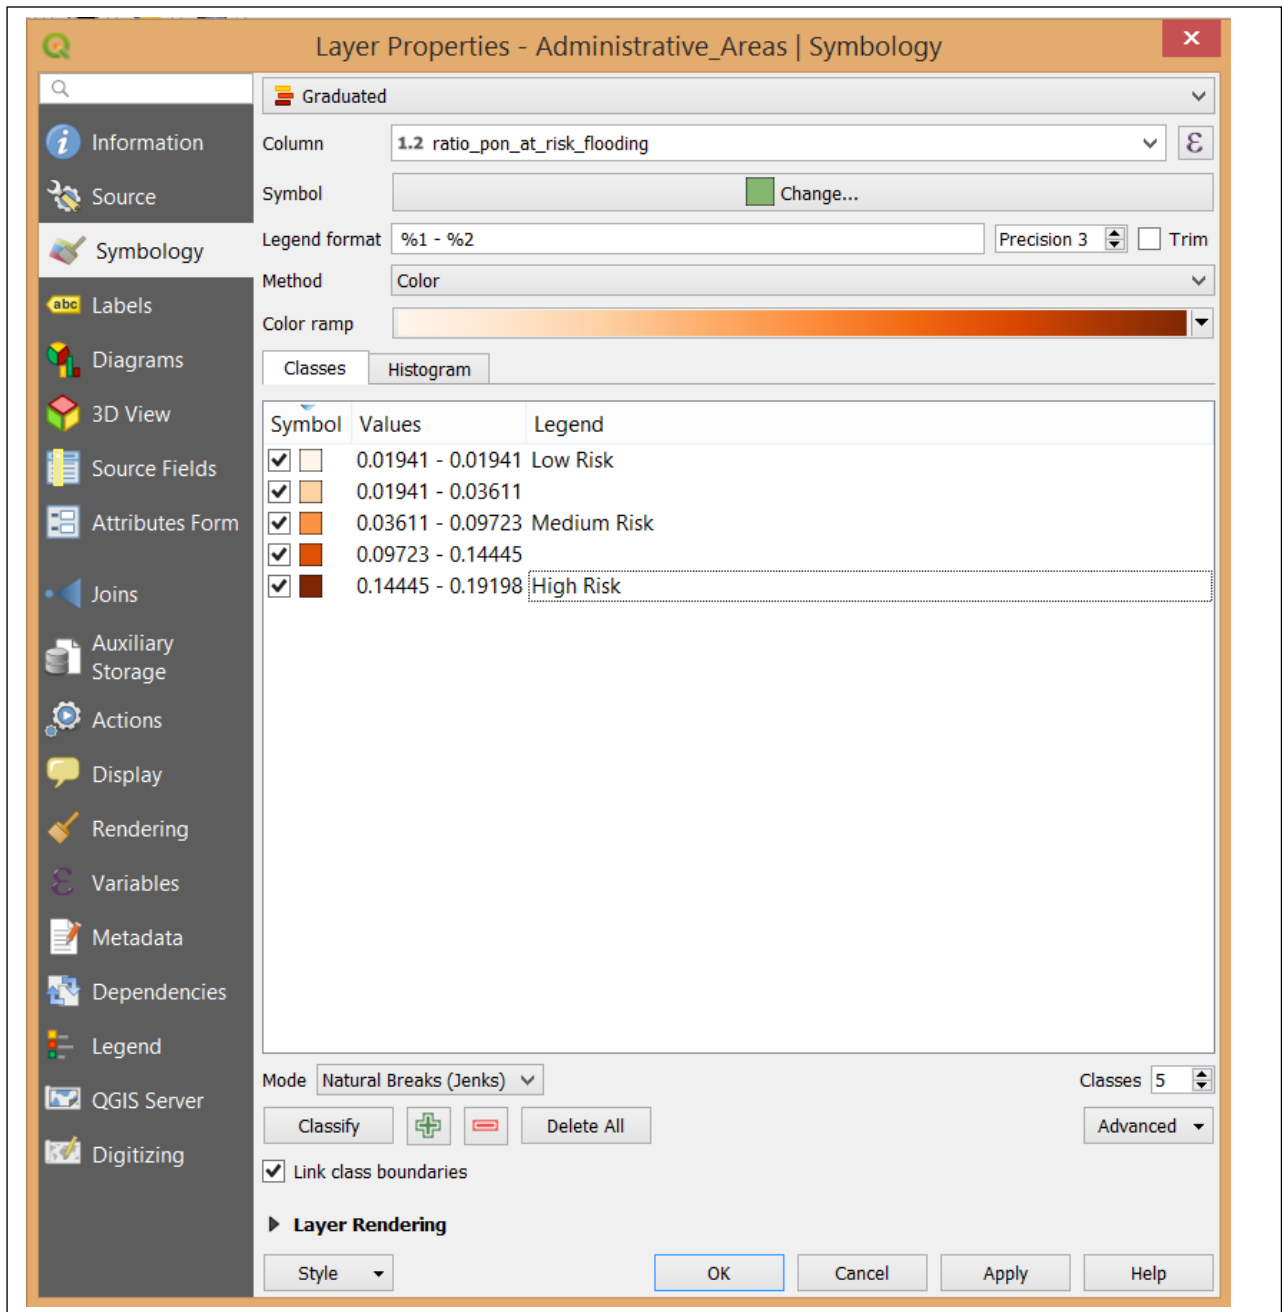 Layer Properties - Administrative_Areas | Symbology
Graduated
Information
Column
1.2 ratio_pon_at_risk_flooding
ε
Source
Symbol
Change...
Symbology
Legend format
%1 - %2
Precision 3
Trim
Method
Color
abc Labels
Color ramp
Diagrams
Classes
Histogram
3D View
Symbol Values Legend
0.01941 - 0.01941 Low Risk
Source Fields
0.01941 - 0.03611
Attributes Form
0.03611 - 0.09723 Medium Risk
0.09723 - 0.14445
0.14445 - 0.19198 High Risk
Joins
Auxiliary
Storage
Actions
Display
Rendering
Variables
Metadata
Dependencies
Legend
Mode Natural Breaks (Jenks)
Classes 5
QGIS Server
Classify
Delete All
Advanced
Digitizing
Link class boundaries
Layer Rendering
Style
OK
Cancel
Apply
Help